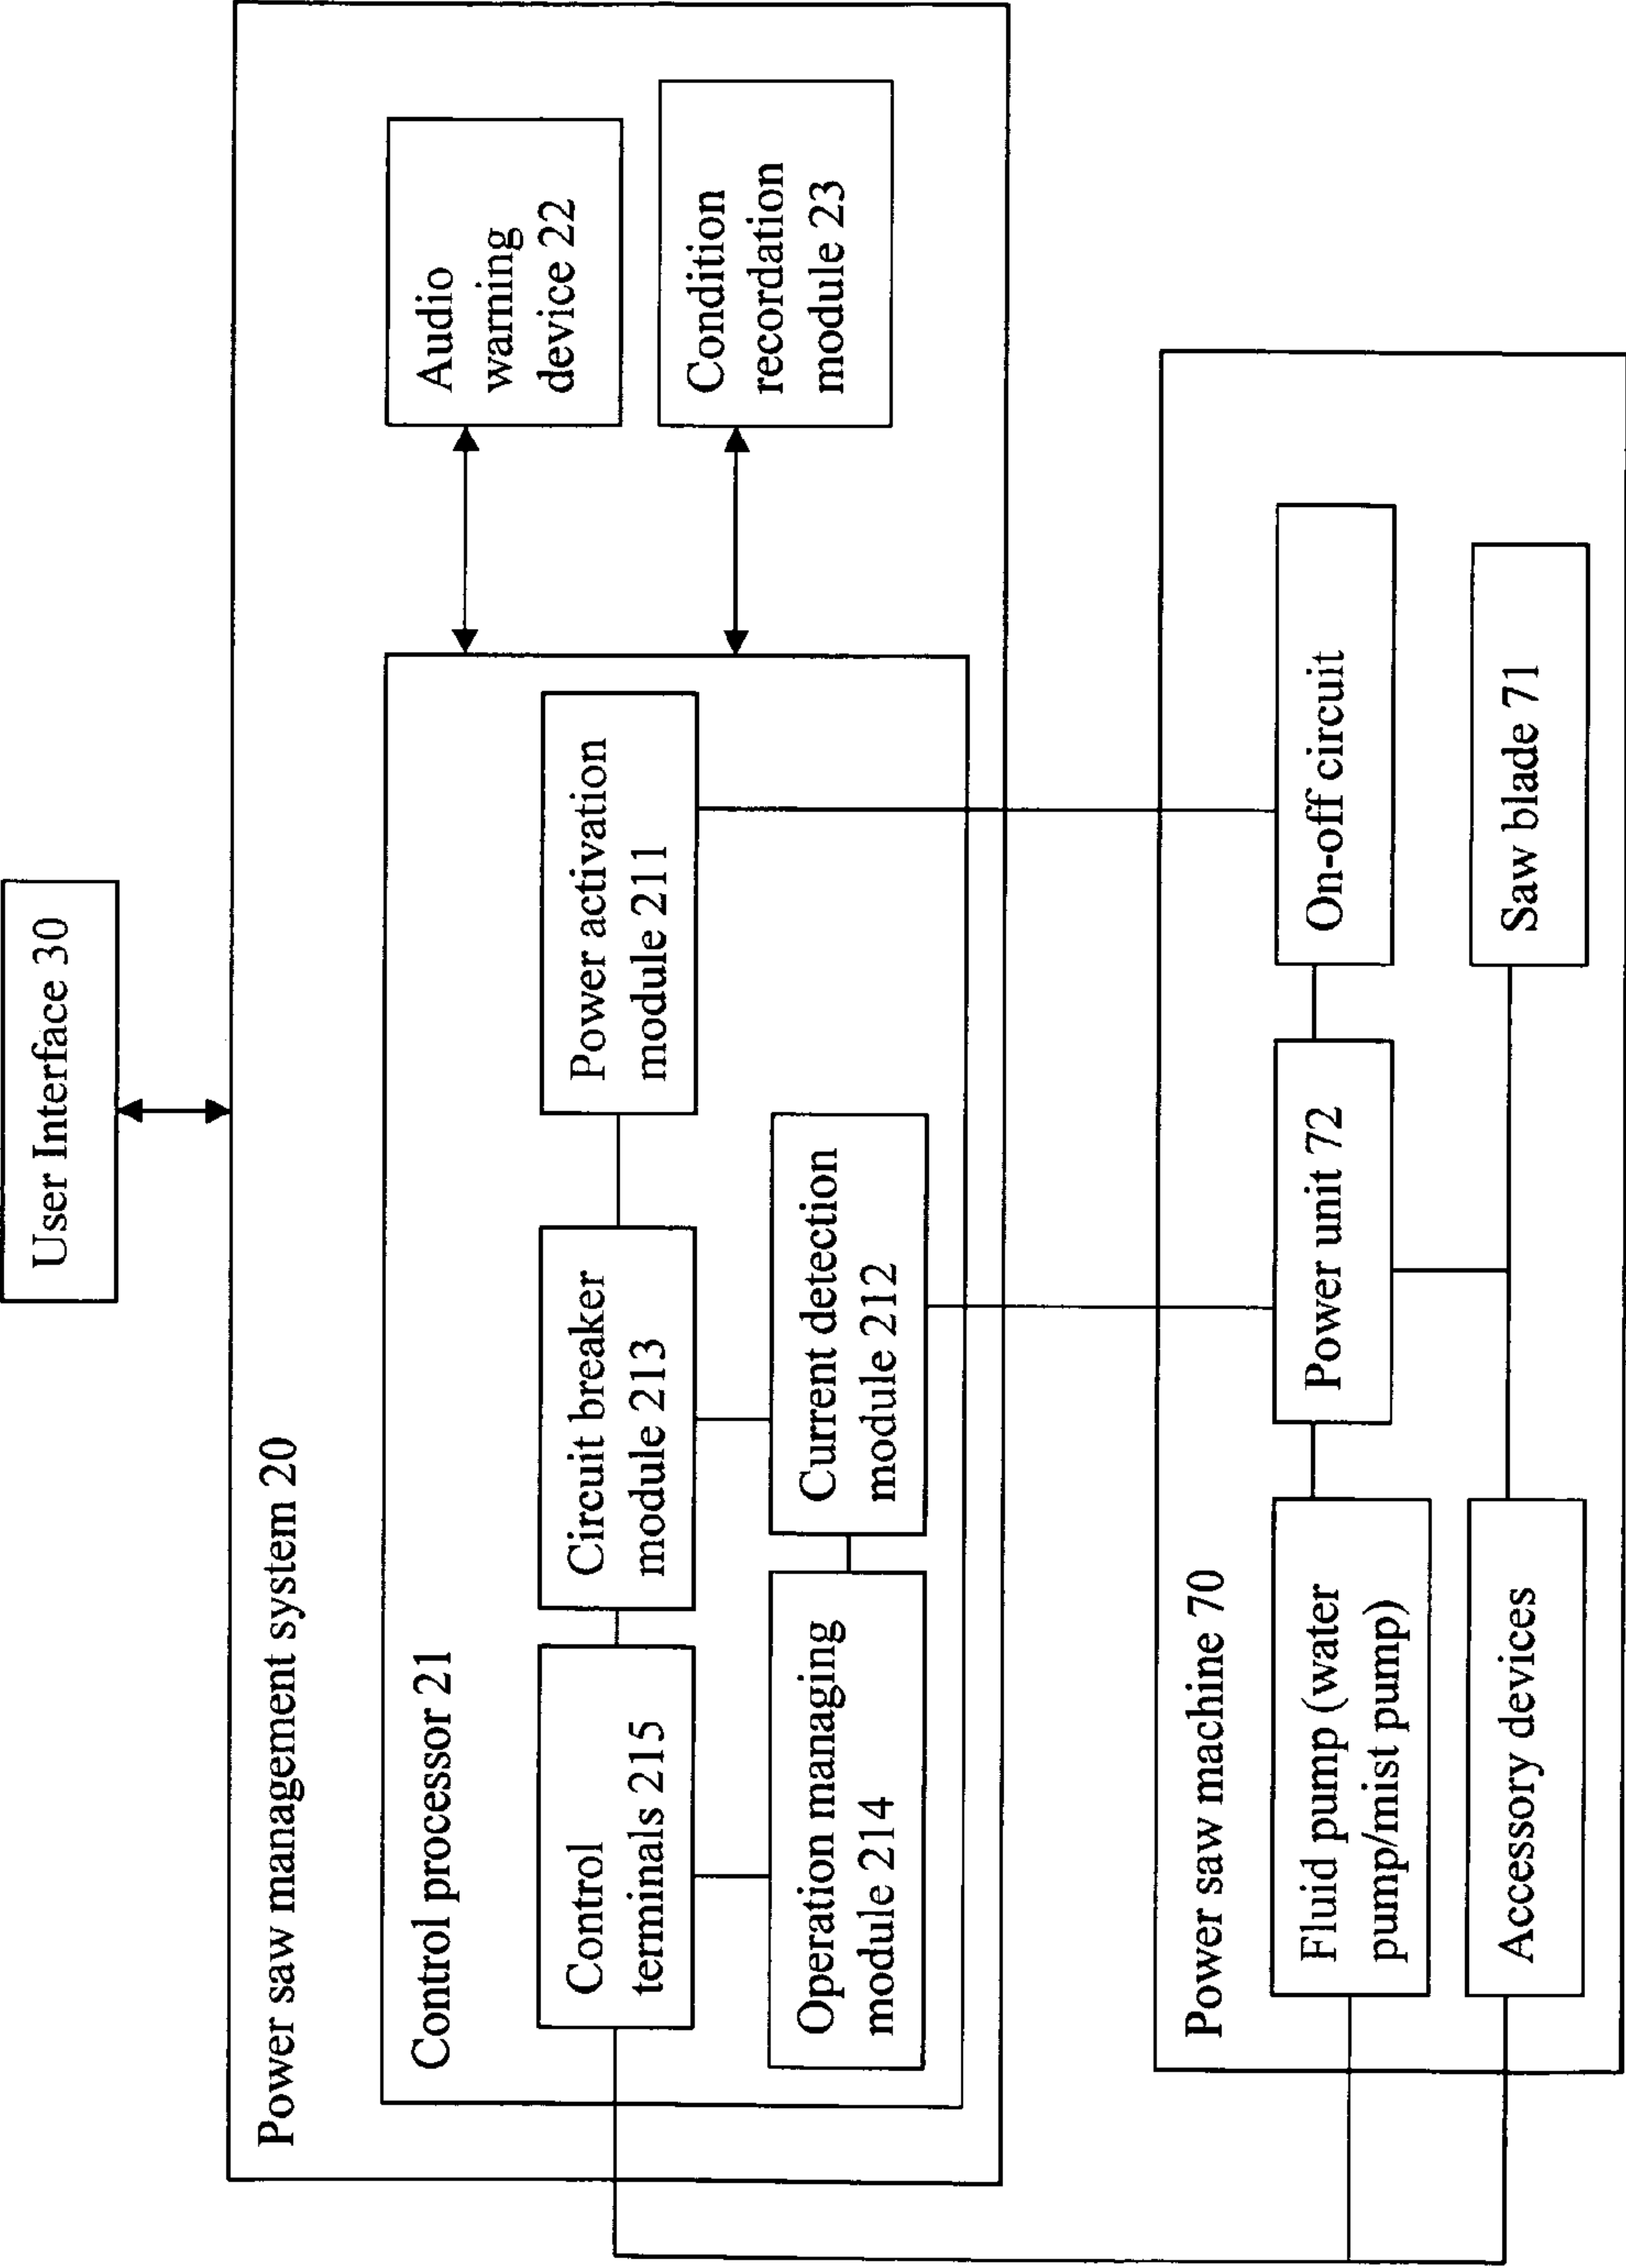 User Interface 30
Power saw management system 20
Control processor 21
Control
terminals 215
Circuit breaker
module 213
Power activation
module 211
Operation managing
module 214
Current detection
module 212
Audio
warning
device 22
Condition
recordation
module 23
Power saw machine 70
Fluid pump (water
pump/mist pump)
Power unit 72
On-off circuit
Accessory devices
Saw blade 71